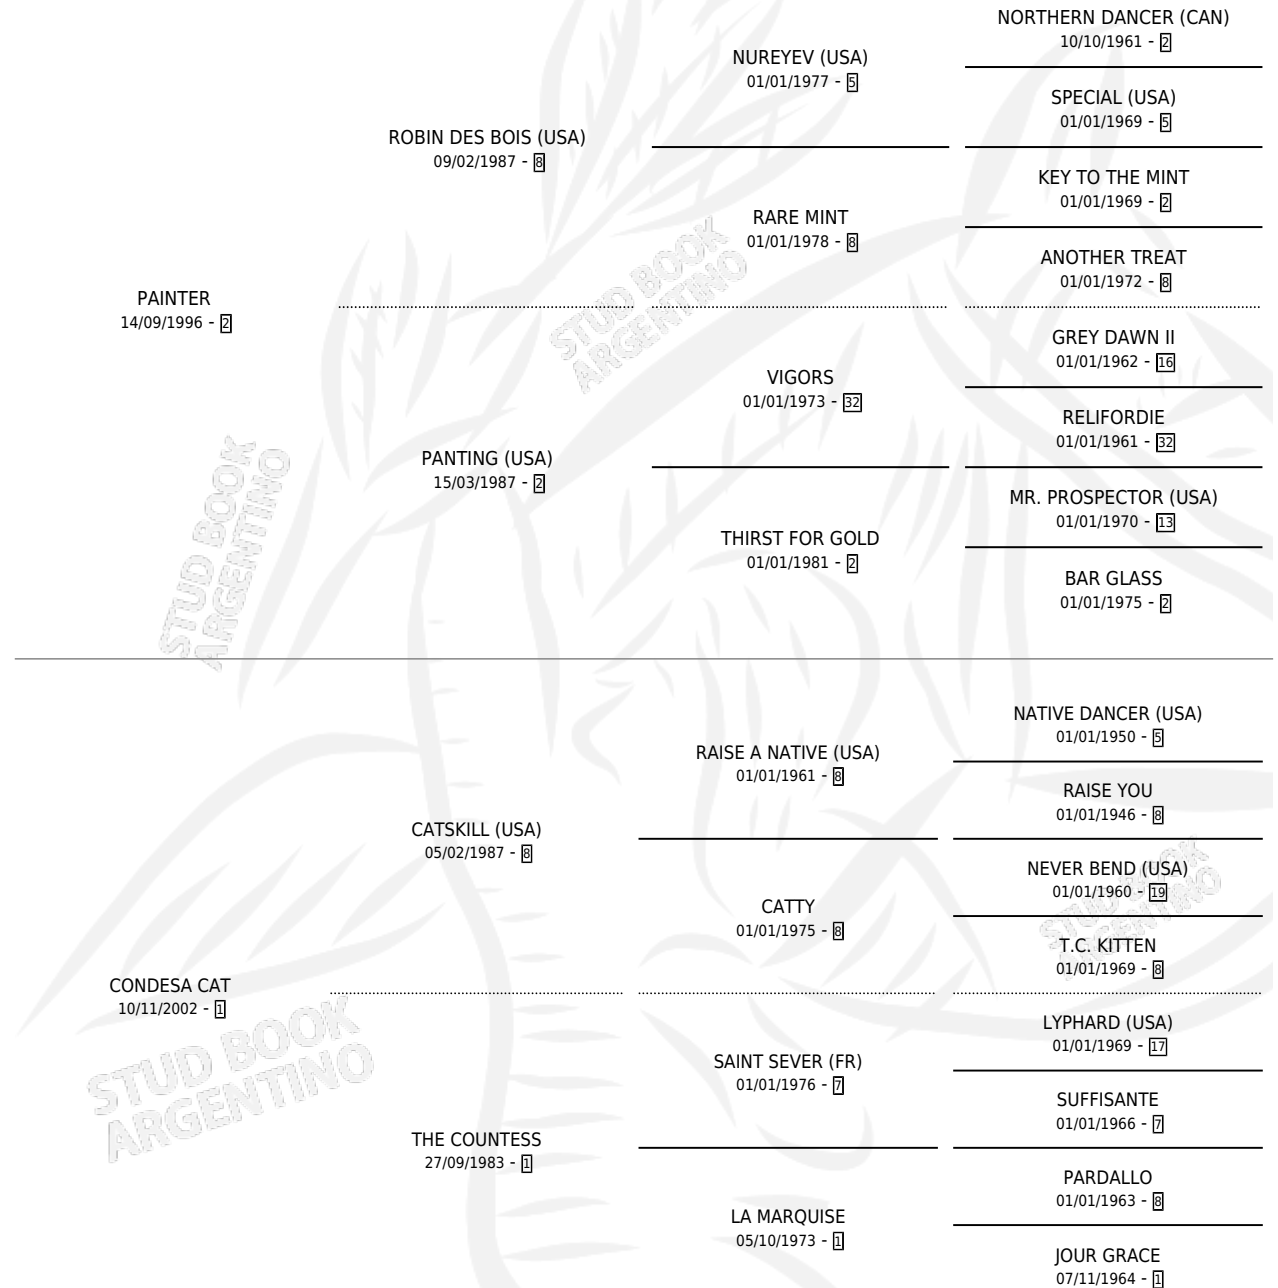 NORTHERN DANCER (CAN)
10/10/1961 - 2
NUREYEV (USA)
01/01/1977 - 5
SPECIAL (USA)
01/01/1969 - 5
ROBIN DES BOIS (USA)
09/02/1987 - 8
KEY TO THE MINT
01/01/1969 - 2
RARE MINT
01/01/1978 - 8
ANOTHER TREAT
01/01/1972 - 8
PAINTER
14/09/1996 - 2
GREY DAWN II
01/01/1962 - 16
VIGORS
01/01/1973 - 32
RELIFORDIE
01/01/1961 - 32
PANTING (USA)
15/03/1987 - 2
MR. PROSPECTOR (USA)
01/01/1970 - 13
THIRST FOR GOLD
01/01/1981 - 2
BAR GLASS
01/01/1975 - 2
STUD BOOK
ARGENTINO
STUD BOOK
ARGENTINO
NATIVE DANCER (USA)
01/01/1950 - 5
RAISE A NATIVE (USA)
01/01/1961 - 8
RAISE YOU
01/01/1946 - 8
CATSKILL (USA)
05/02/1987 - 8
NEVER BEND (USA)
01/01/1960 - 19
CATTY
01/01/1975 - 8
T.C. KITTEN
01/01/1969 - 8
STUD BOOK
ARGENTINO
CONDESA CAT
10/11/2002 - 1
LYPHARD (USA)
01/01/1969 - 17
SAINT SEVER (FR)
01/01/1976 - 7
SUFFISANTE
01/01/1966 - 7
THE COUNTESS
27/09/1983 - 1
PARDALLO
01/01/1963 - 8
LA MARQUISE
05/10/1973 - 1
JOUR GRACE
07/11/1964 - 1
STUD BOOK
ARGENTINO